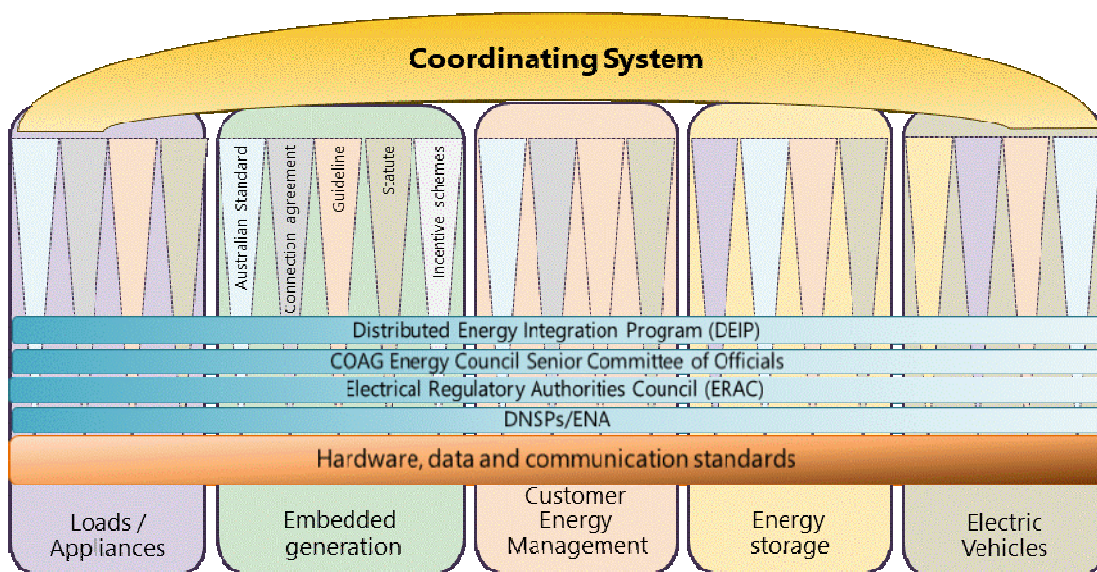 Coordinating System
Australian Standard
Connection agreement
Guideline
Statute
Incentive schemes
Distributed Energy Integration Program (DEIP)
COAG Energy Council Senior Committee of Officials
Electrical Regulatory Authorities Council (ERAC)
DNSPs/ENA
Hardware, data and communication standards
Loads /
Appliances
Embedded
generation
Customer
Energy
Management
Energy
storage
Electric
Vehicles